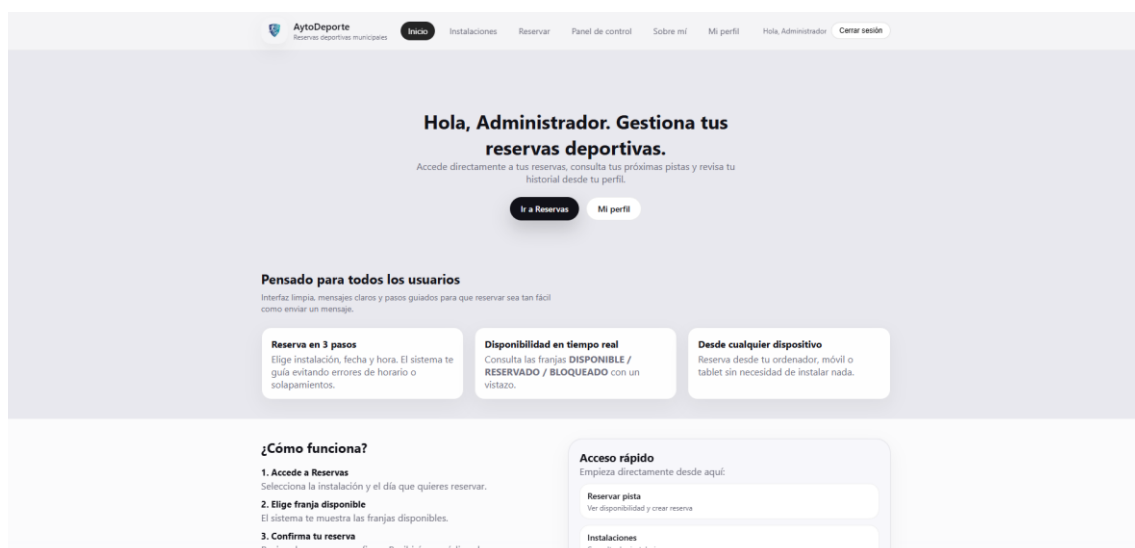 AytoDeporte
Reservas deportivas municipales
Inicio
Instalaciones
Reservar
Panel de control
Sobre mí
Mi perfil
Hola, Administrador
Cerrar sesión
Hola, Administrador. Gestiona tus
reservas deportivas.
Accede directamente a tus reservas, consulta tus próximas pistas y revisa tu
historial desde tu perfil.
Ir a Reservas
Mi perfil
Pensado para todos los usuarios
Interfaz limpia, mensajes claros y pasos guiados para que reservar sea tan fácil
como enviar un mensaje.
Reserva en 3 pasos
Elige instalación, fecha y hora. El sistema te
guía evitando errores de horario o
solapamientos.
Disponibilidad en tiempo real
Consulta las franjas DISPONIBLE /
RESERVADO / BLOQUEADO con un
vistazo.
Desde cualquier dispositivo
Reserva desde tu ordenador, móvil o
tablet sin necesidad de instalar nada.
¿Cómo funciona?
1. Accede a Reservas
Selecciona la instalación y el día que quieres reservar.
2. Elige franja disponible
El sistema te muestra las franjas disponibles.
3. Confirma tu reserva
Acceso rápido
Empieza directamente desde aquí:
Reservar pista
Ver disponibilidad y crear reserva
Instalaciones